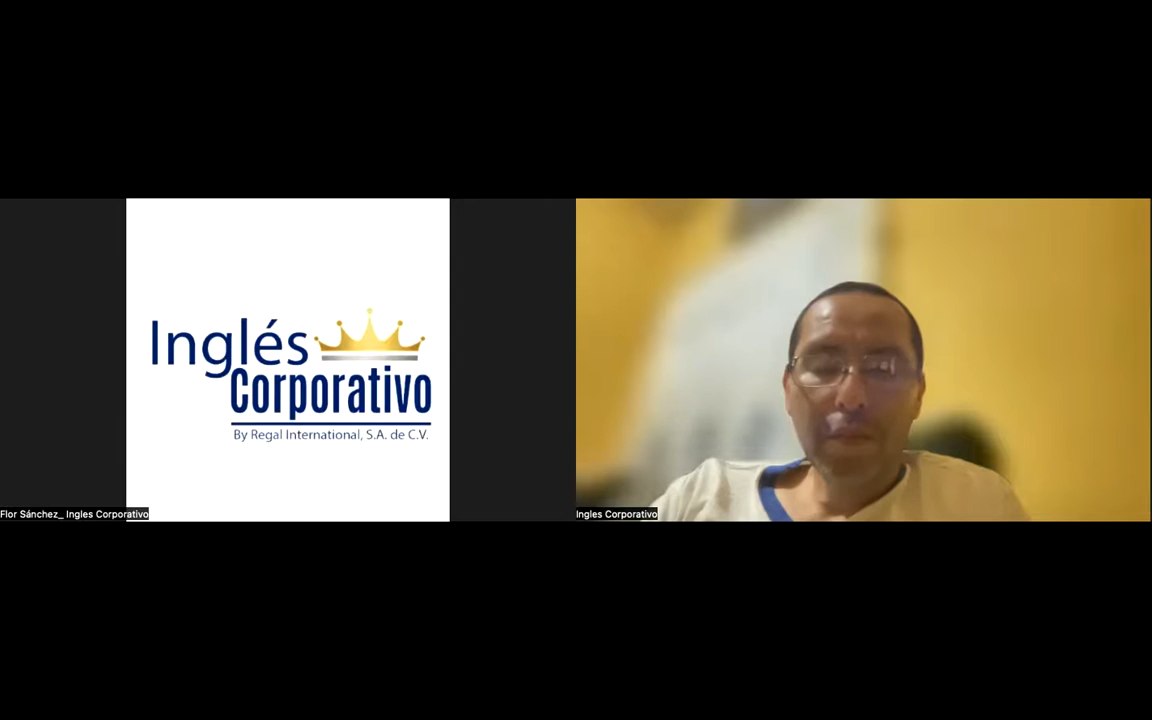 Inglés
Corporativo
By Regal International, S.A. de C.V.
Flor Sánchez_ Ingles Corporativo
Ingles Corporativo